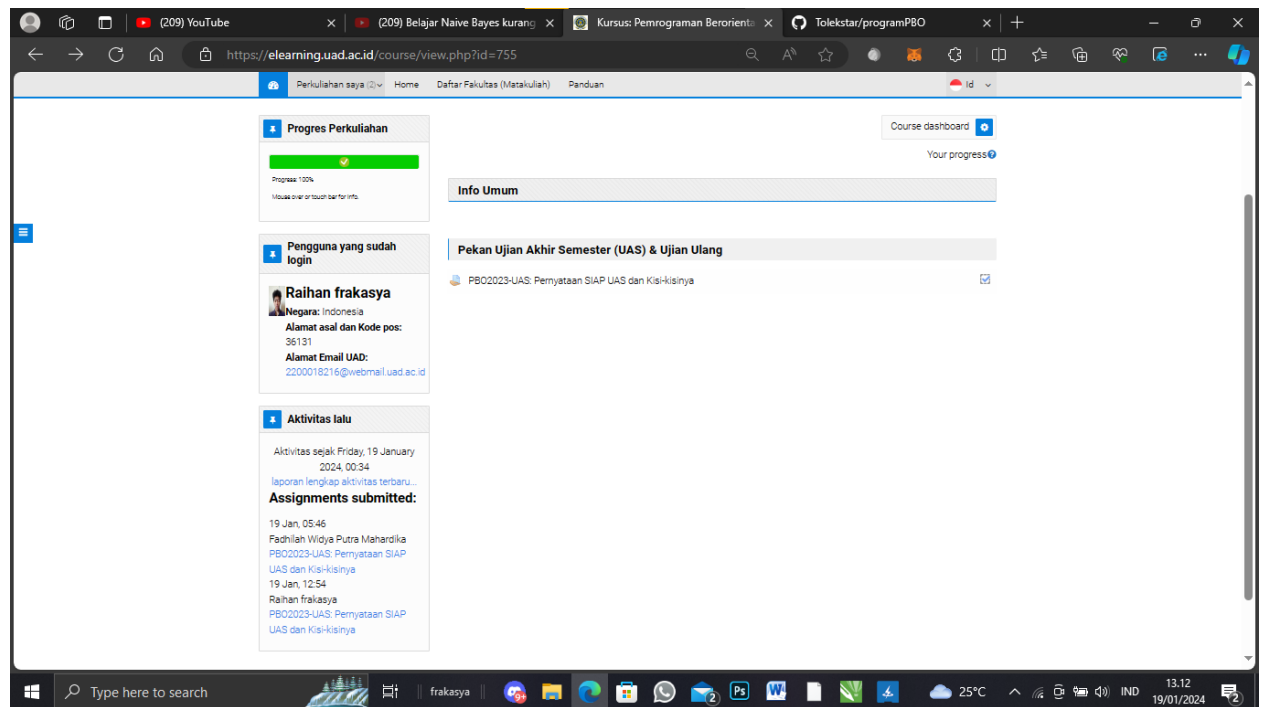 (209) YouTube
(209) Belajar Naive Bayes kurang
Kursus: Pemrograman Berorienta
Tolekstar/programPBO
https://elearning.uad.ac.id/course/view.php?id=755
Perkuliahan saya (2)
Home
Daftar Fakultas (Matakuliah)
Panduan
Id
Progres Perkuliahan
Progress: 100%
Mouse over or touch bar for info.
Course dashboard
Your progress
Info Umum
Pengguna yang sudah
login
Raihan frakasya
Negara: Indonesia
Alamat asal dan Kode pos:
36131
Alamat Email UAD:
2200018216@webmail.uad.ac.id
Pekan Ujian Akhir Semester (UAS) & Ujian Ulang
PBO2023-UAS: Pernyataan SIAP UAS dan Kisi-kisinya
Aktivitas lalu
Aktivitas sejak Friday, 19 January
2024, 00:34
laporan lengkap aktivitas terbaru...
Assignments submitted:
19 Jan, 05:46
Fadhilah Widya Putra Mahardika
PBO2023-UAS: Pernyataan SIAP
UAS dan Kisi-kisinya
19 Jan, 12:54
Raihan frakasya
PBO2023-UAS: Pernyataan SIAP
UAS dan Kisi-kisinya
Type here to search
frakasya
9+
2
Ps
25°C
IND
13.12
19/01/2024
2